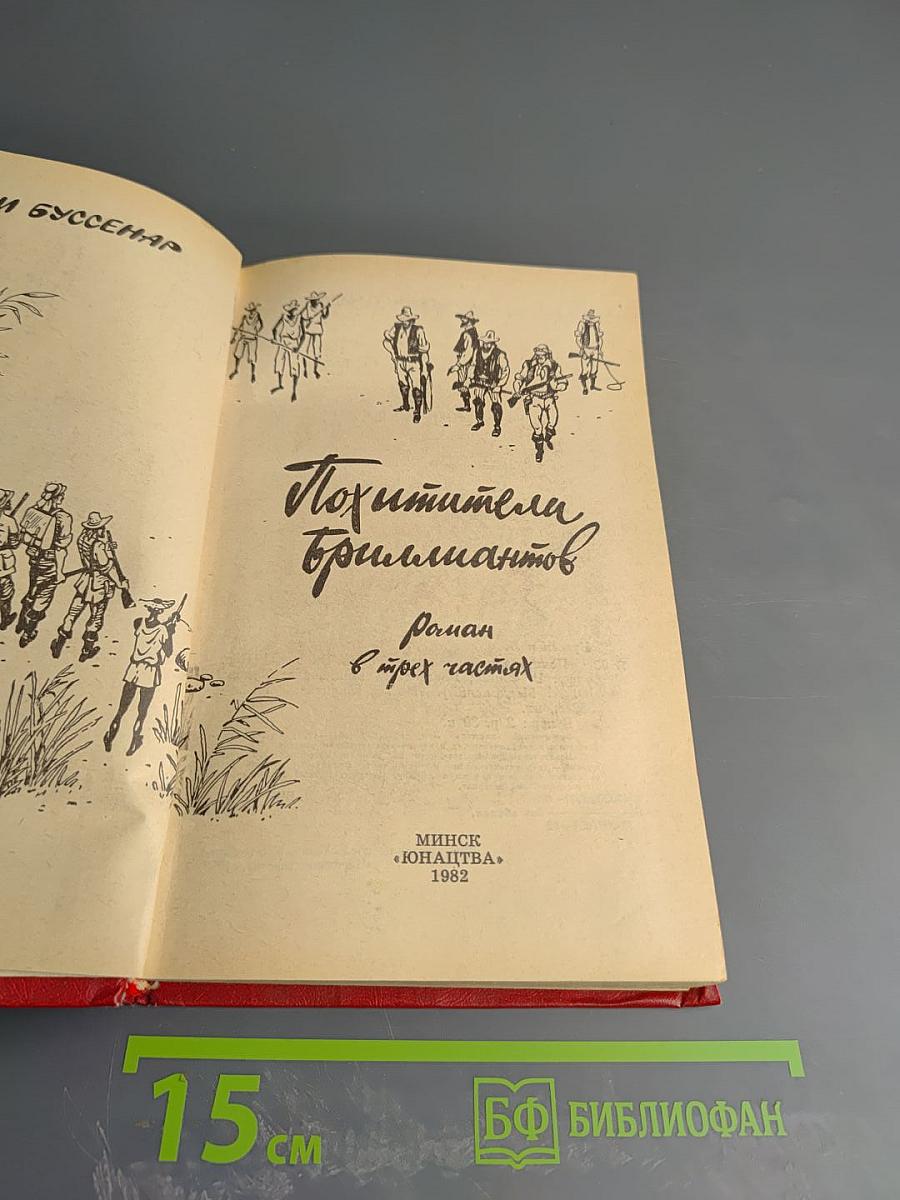 И БУССЕНАР
Похитители
Бриллиантов
Роман
в трех частях
МИНСК
«ЮНАЦТВА»
1982
15 см
БФ БИБЛИОФАН